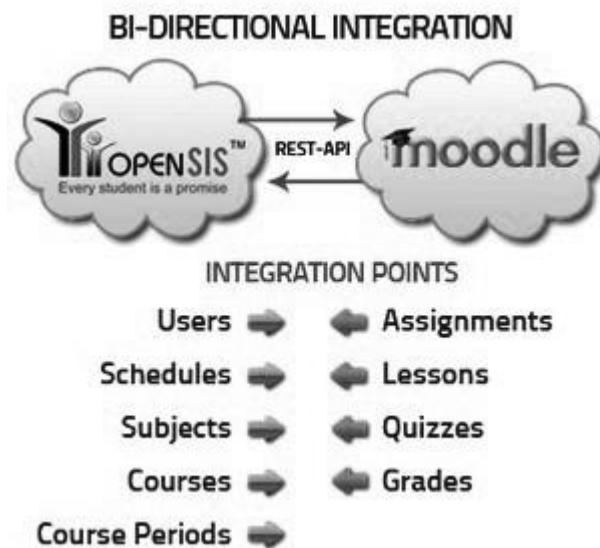 BI-DIRECTIONAL INTEGRATION
OPENSIS™
Every student is a promise
REST-API
moodle
INTEGRATION POINTS
Users Assignments
Schedules Lessons
Subjects Quizzes
Courses Grades
Course Periods